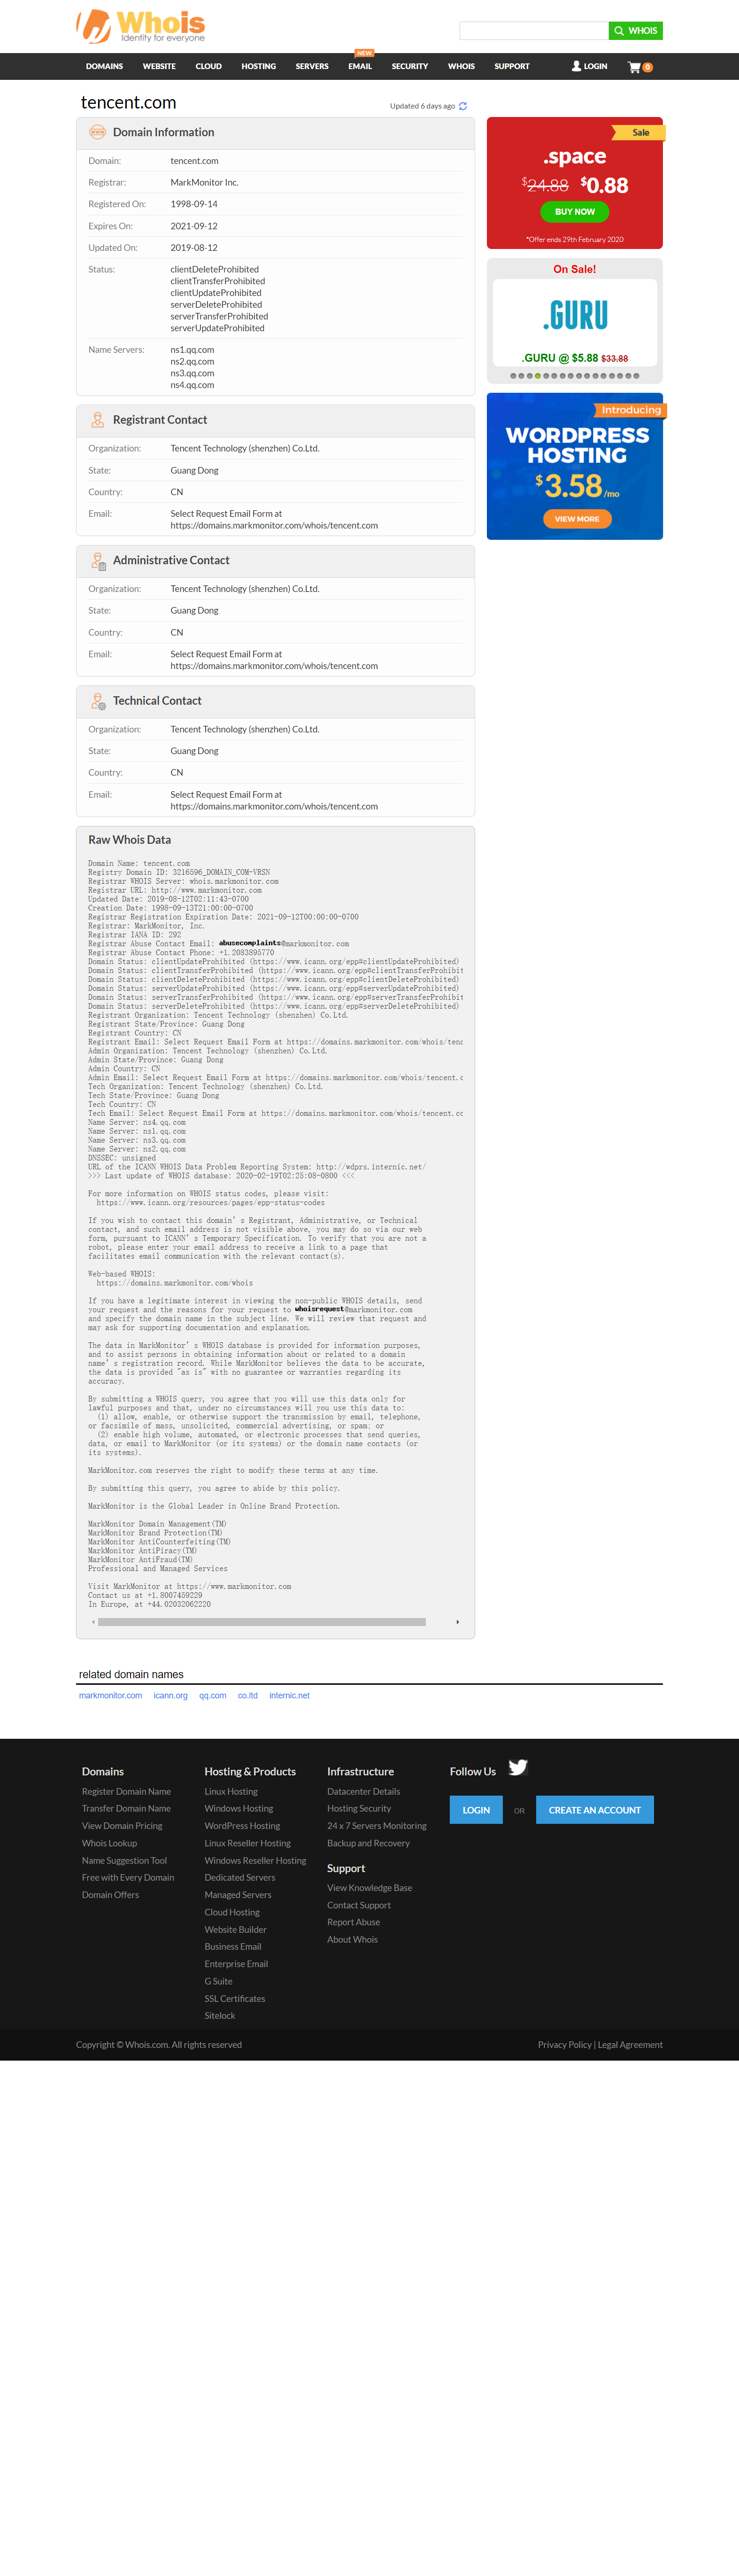 Whois
Identity for everyone
WHOIS
DOMAINS WEBSITE CLOUD HOSTING SERVERS NEW EMAIL SECURITY WHOIS SUPPORT LOGIN 0
tencent.com
Updated 6 days ago
Domain Information
Domain: tencent.com
Registrar: MarkMonitor Inc.
Registered On: 1998-09-14
Expires On: 2021-09-12
Updated On: 2019-08-12
Status: clientDeleteProhibited
clientTransferProhibited
clientUpdateProhibited
serverDeleteProhibited
serverTransferProhibited
serverUpdateProhibited
Name Servers: ns1.qq.com
ns2.qq.com
ns3.qq.com
ns4.qq.com
Registrant Contact
Organization: Tencent Technology (shenzhen) Co.Ltd.
State: Guang Dong
Country: CN
Email: Select Request Email Form at
https://domains.markmonitor.com/whois/tencent.com
Administrative Contact
Organization: Tencent Technology (shenzhen) Co.Ltd.
State: Guang Dong
Country: CN
Email: Select Request Email Form at
https://domains.markmonitor.com/whois/tencent.com
Technical Contact
Organization: Tencent Technology (shenzhen) Co.Ltd.
State: Guang Dong
Country: CN
Email: Select Request Email Form at
https://domains.markmonitor.com/whois/tencent.com
Raw Whois Data
Domain Name: tencent.com
Registry Domain ID: 3216596_DOMAIN_COM-VRSN
Registrar WHOIS Server: whois.markmonitor.com
Registrar URL: http://www.markmonitor.com
Updated Date: 2019-08-12T02:11:43-0700
Creation Date: 1998-09-13T21:00:00-0700
Registrar Registration Expiration Date: 2021-09-12T00:00:00-0700
Registrar: MarkMonitor, Inc.
Registrar IANA ID: 292
Registrar Abuse Contact Email: abusecomplaints@markmonitor.com
Registrar Abuse Contact Phone: +1.2083895770
Domain Status: clientUpdateProhibited (https://www.icann.org/epp#clientUpdateProhibited)
Domain Status: clientTransferProhibited (https://www.icann.org/epp#clientTransferProhibit
Domain Status: clientDeleteProhibited (https://www.icann.org/epp#clientDeleteProhibited)
Domain Status: serverUpdateProhibited (https://www.icann.org/epp#serverUpdateProhibited)
Domain Status: serverTransferProhibited (https://www.icann.org/epp#serverTransferProhibit
Domain Status: serverDeleteProhibited (https://www.icann.org/epp#serverDeleteProhibited)
Registrant Organization: Tencent Technology (shenzhen) Co.Ltd.
Registrant State/Province: Guang Dong
Registrant Country: CN
Registrant Email: Select Request Email Form at https://domains.markmonitor.com/whois/tenc
Admin Organization: Tencent Technology (shenzhen) Co.Ltd.
Admin State/Province: Guang Dong
Admin Country: CN
Admin Email: Select Request Email Form at https://domains.markmonitor.com/whois/tencent.c
Tech Organization: Tencent Technology (shenzhen) Co.Ltd.
Tech State/Province: Guang Dong
Tech Country: CN
Tech Email: Select Request Email Form at https://domains.markmonitor.com/whois/tencent.co
Name Server: ns4.qq.com
Name Server: ns1.qq.com
Name Server: ns3.qq.com
Name Server: ns2.qq.com
DNSSEC: unsigned
URL of the ICANN WHOIS Data Problem Reporting System: http://wdprs.internic.net/
>>> Last update of WHOIS database: 2020-02-19T02:25:08-0800 <<<
For more information on WHOIS status codes, please visit:
https://www.icann.org/resources/pages/epp-status-codes
If you wish to contact this domain's Registrant, Administrative, or Technical
contact, and such email address is not visible above, you may do so via our web
form, pursuant to ICANN's Temporary Specification. To verify that you are not a
robot, please enter your email address to receive a link to a page that
facilitates email communication with the relevant contact(s).
Web-based WHOIS:
https://domains.markmonitor.com/whois
If you have a legitimate interest in viewing the non-public WHOIS details, send
your request and the reasons for your request to whoisrequest@markmonitor.com
and specify the domain name in the subject line. We will review that request and
may ask for supporting documentation and explanation.
The data in MarkMonitor's WHOIS database is provided for information purposes,
and to assist persons in obtaining information about or related to a domain
name's registration record. While MarkMonitor believes the data to be accurate,
the data is provided "as is" with no guarantee or warranties regarding its
accuracy.
By submitting a WHOIS query, you agree that you will use this data only for
lawful purposes and that, under no circumstances will you use this data to:
(1) allow, enable, or otherwise support the transmission by email, telephone,
or facsimile of mass, unsolicited, commercial advertising, or spam; or
(2) enable high volume, automated, or electronic processes that send queries,
data, or email to MarkMonitor (or its systems) or the domain name contacts (or
its systems).
MarkMonitor.com reserves the right to modify these terms at any time.
By submitting this query, you agree to abide by this policy.
MarkMonitor is the Global Leader in Online Brand Protection.
MarkMonitor Domain Management(TM)
MarkMonitor Brand Protection(TM)
MarkMonitor AntiCounterfeiting(TM)
MarkMonitor AntiPiracy(TM)
MarkMonitor AntiFraud(TM)
Professional and Managed Services
Visit MarkMonitor at https://www.markmonitor.com
Contact us at +1.8007459229
In Europe, at +44.02032062220
Sale
.space
$24.88 $0.88
BUY NOW
*Offer ends 29th February 2020
On Sale!
.GURU
.GURU @ $5.88 $33.88
Introducing
WORDPRESS
HOSTING
$3.58/mo
VIEW MORE
related domain names
markmonitor.com icann.org qq.com co.ltd internic.net
Domains
Register Domain Name
Transfer Domain Name
View Domain Pricing
Whois Lookup
Name Suggestion Tool
Free with Every Domain
Domain Offers
Hosting & Products
Linux Hosting
Windows Hosting
WordPress Hosting
Linux Reseller Hosting
Windows Reseller Hosting
Dedicated Servers
Managed Servers
Cloud Hosting
Website Builder
Business Email
Enterprise Email
G Suite
SSL Certificates
Sitelock
Infrastructure
Datacenter Details
Hosting Security
24 x 7 Servers Monitoring
Backup and Recovery
Support
View Knowledge Base
Contact Support
Report Abuse
About Whois
Follow Us
LOGIN OR CREATE AN ACCOUNT
Copyright © Whois.com. All rights reserved
Privacy Policy | Legal Agreement